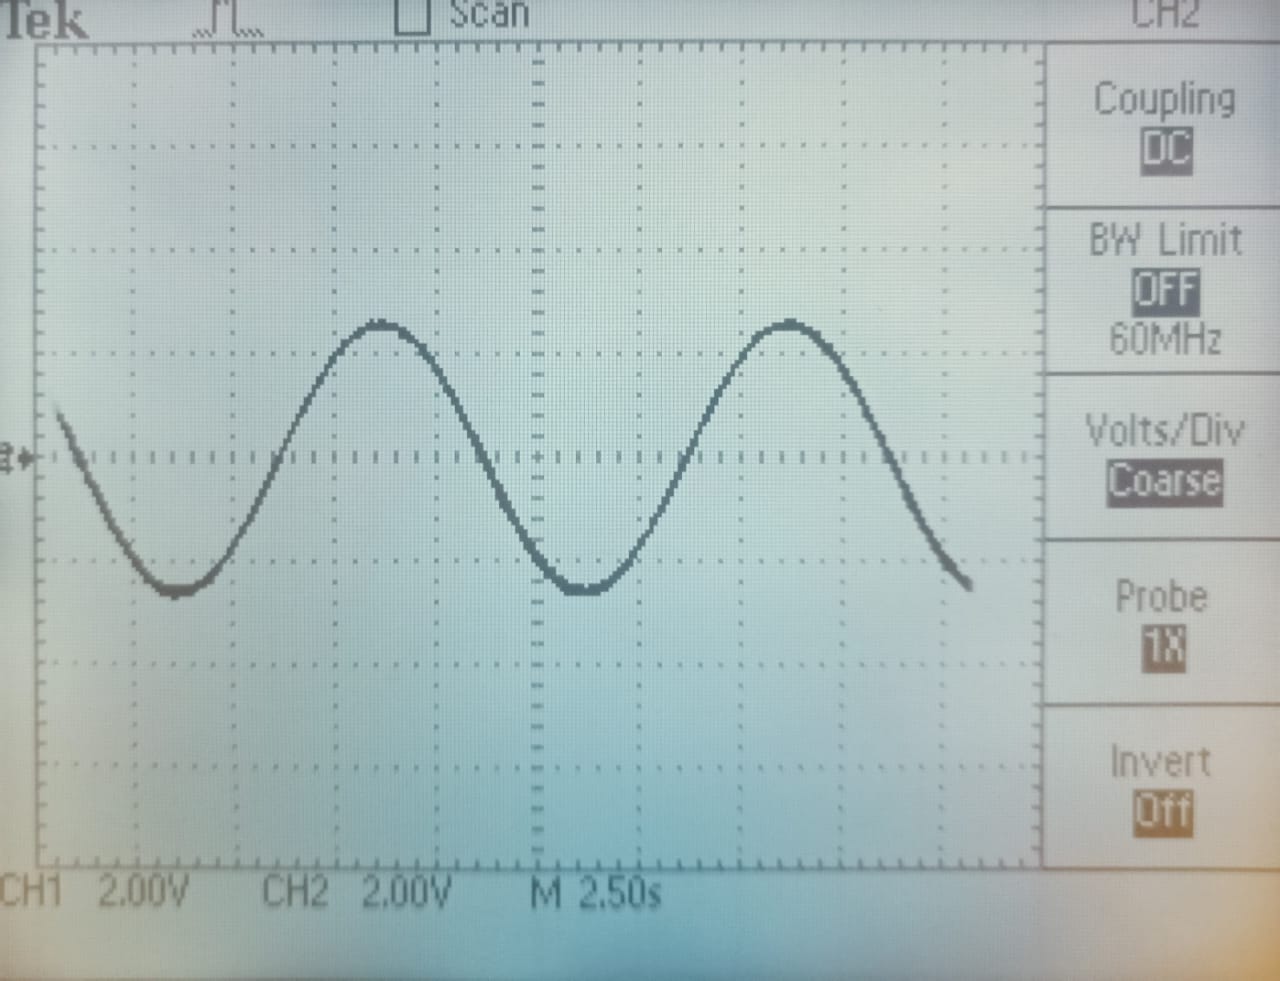 Tek Scan CH2
Coupling
DC
BW Limit
OFF
60MHz
Volts/Div
Coarse
Probe
1X
Invert
Off
CH1 2.00V CH2 2.00V M 2.50s